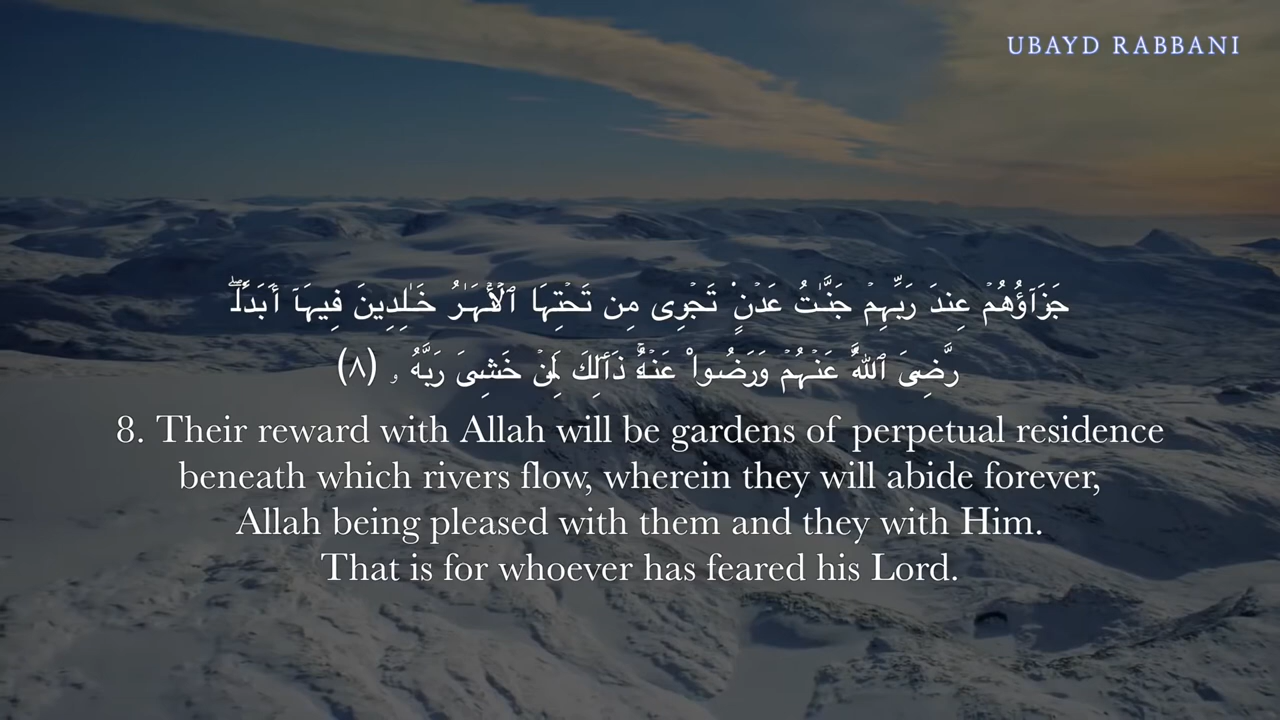 UBAYD RABBANI
جَزَآؤُهُمۡ عِندَ رَبِّهِمۡ جَنَّـٰتُ عَدۡنٍ۬ تَجۡرِى مِن تَحۡتِہَا ٱلۡأَنۡہَـٰرُ خَـٰلِدِينَ فِيہَآ أَبَدً۬ا‌ۖ
رَّضِىَ ٱللَّهُ عَنۡہُمۡ وَرَضُواْ عَنۡهُ‌ۚ ذَٲلِكَ لِمَنۡ خَشِىَ رَبَّهُ ۥ (٨)
8. Their reward with Allah will be gardens of perpetual residence
beneath which rivers flow, wherein they will abide forever,
Allah being pleased with them and they with Him.
That is for whoever has feared his Lord.